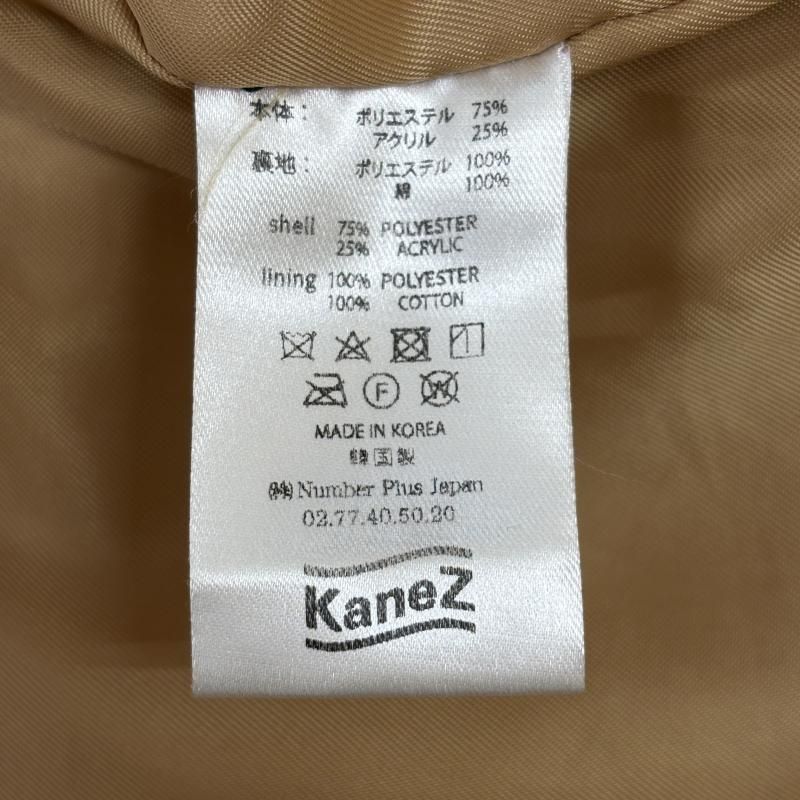 本体： ポリエステル 75%
アクリル 25%
裏地： ポリエステル 100%
綿 100%
shell 75% POLYESTER
25% ACRYLIC
lining 100% POLYESTER
100% COTTON
F
W
MADE IN KOREA
韓国製
㈱Number Plus Japan
02.77.40.50.20
KaneZ